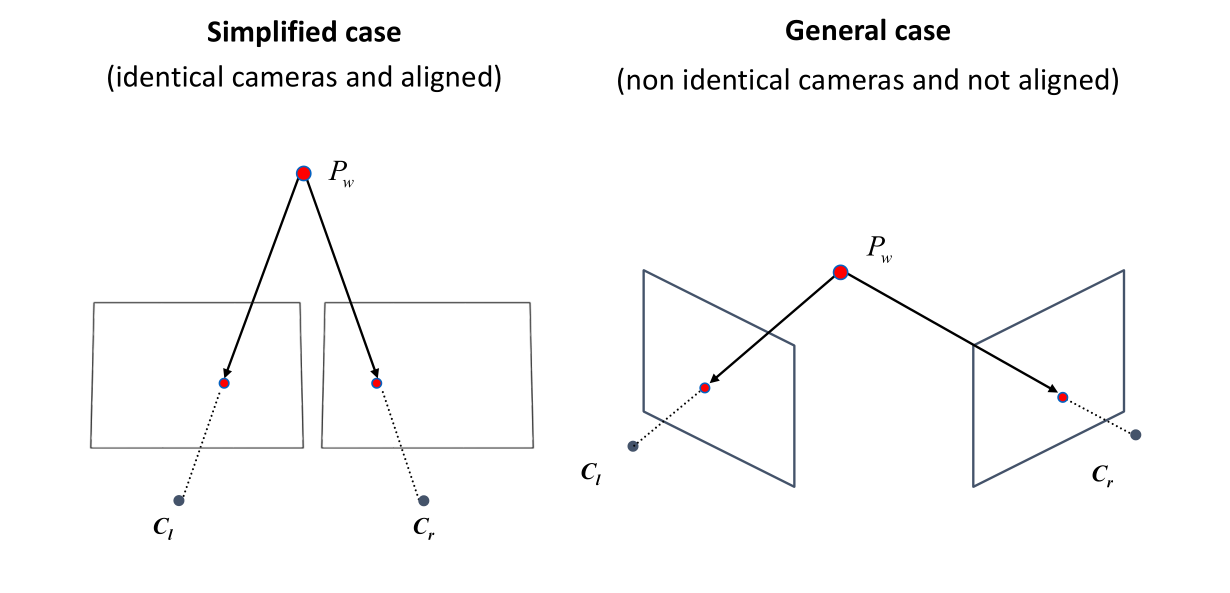 Simplified case
(identical cameras and aligned)
P_w
C_l
C_r
General case
(non identical cameras and not aligned)
P_w
C_l
C_r